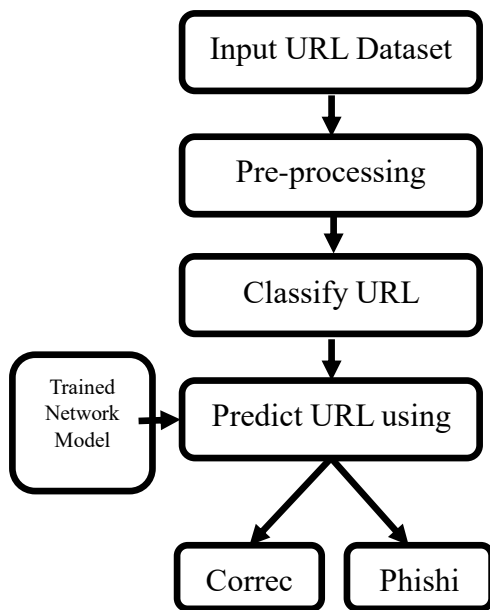 Input URL Dataset
Pre-processing
Classify URL
Trained
Network
Model
Predict URL using
Correc
Phishi